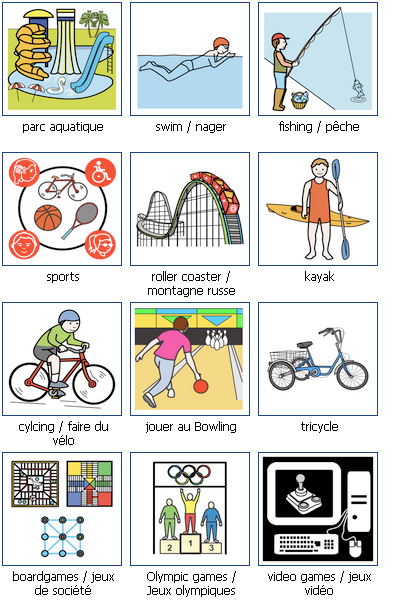 parc aquatique
swim / nager
fishing / pêche
sports
roller coaster /
montagne russe
kayak
cylcing / faire du
vélo
jouer au Bowling
tricycle
2
1
3
boardgames / jeux
de société
Olympic games /
Jeux olympiques
video games / jeux
vidéo